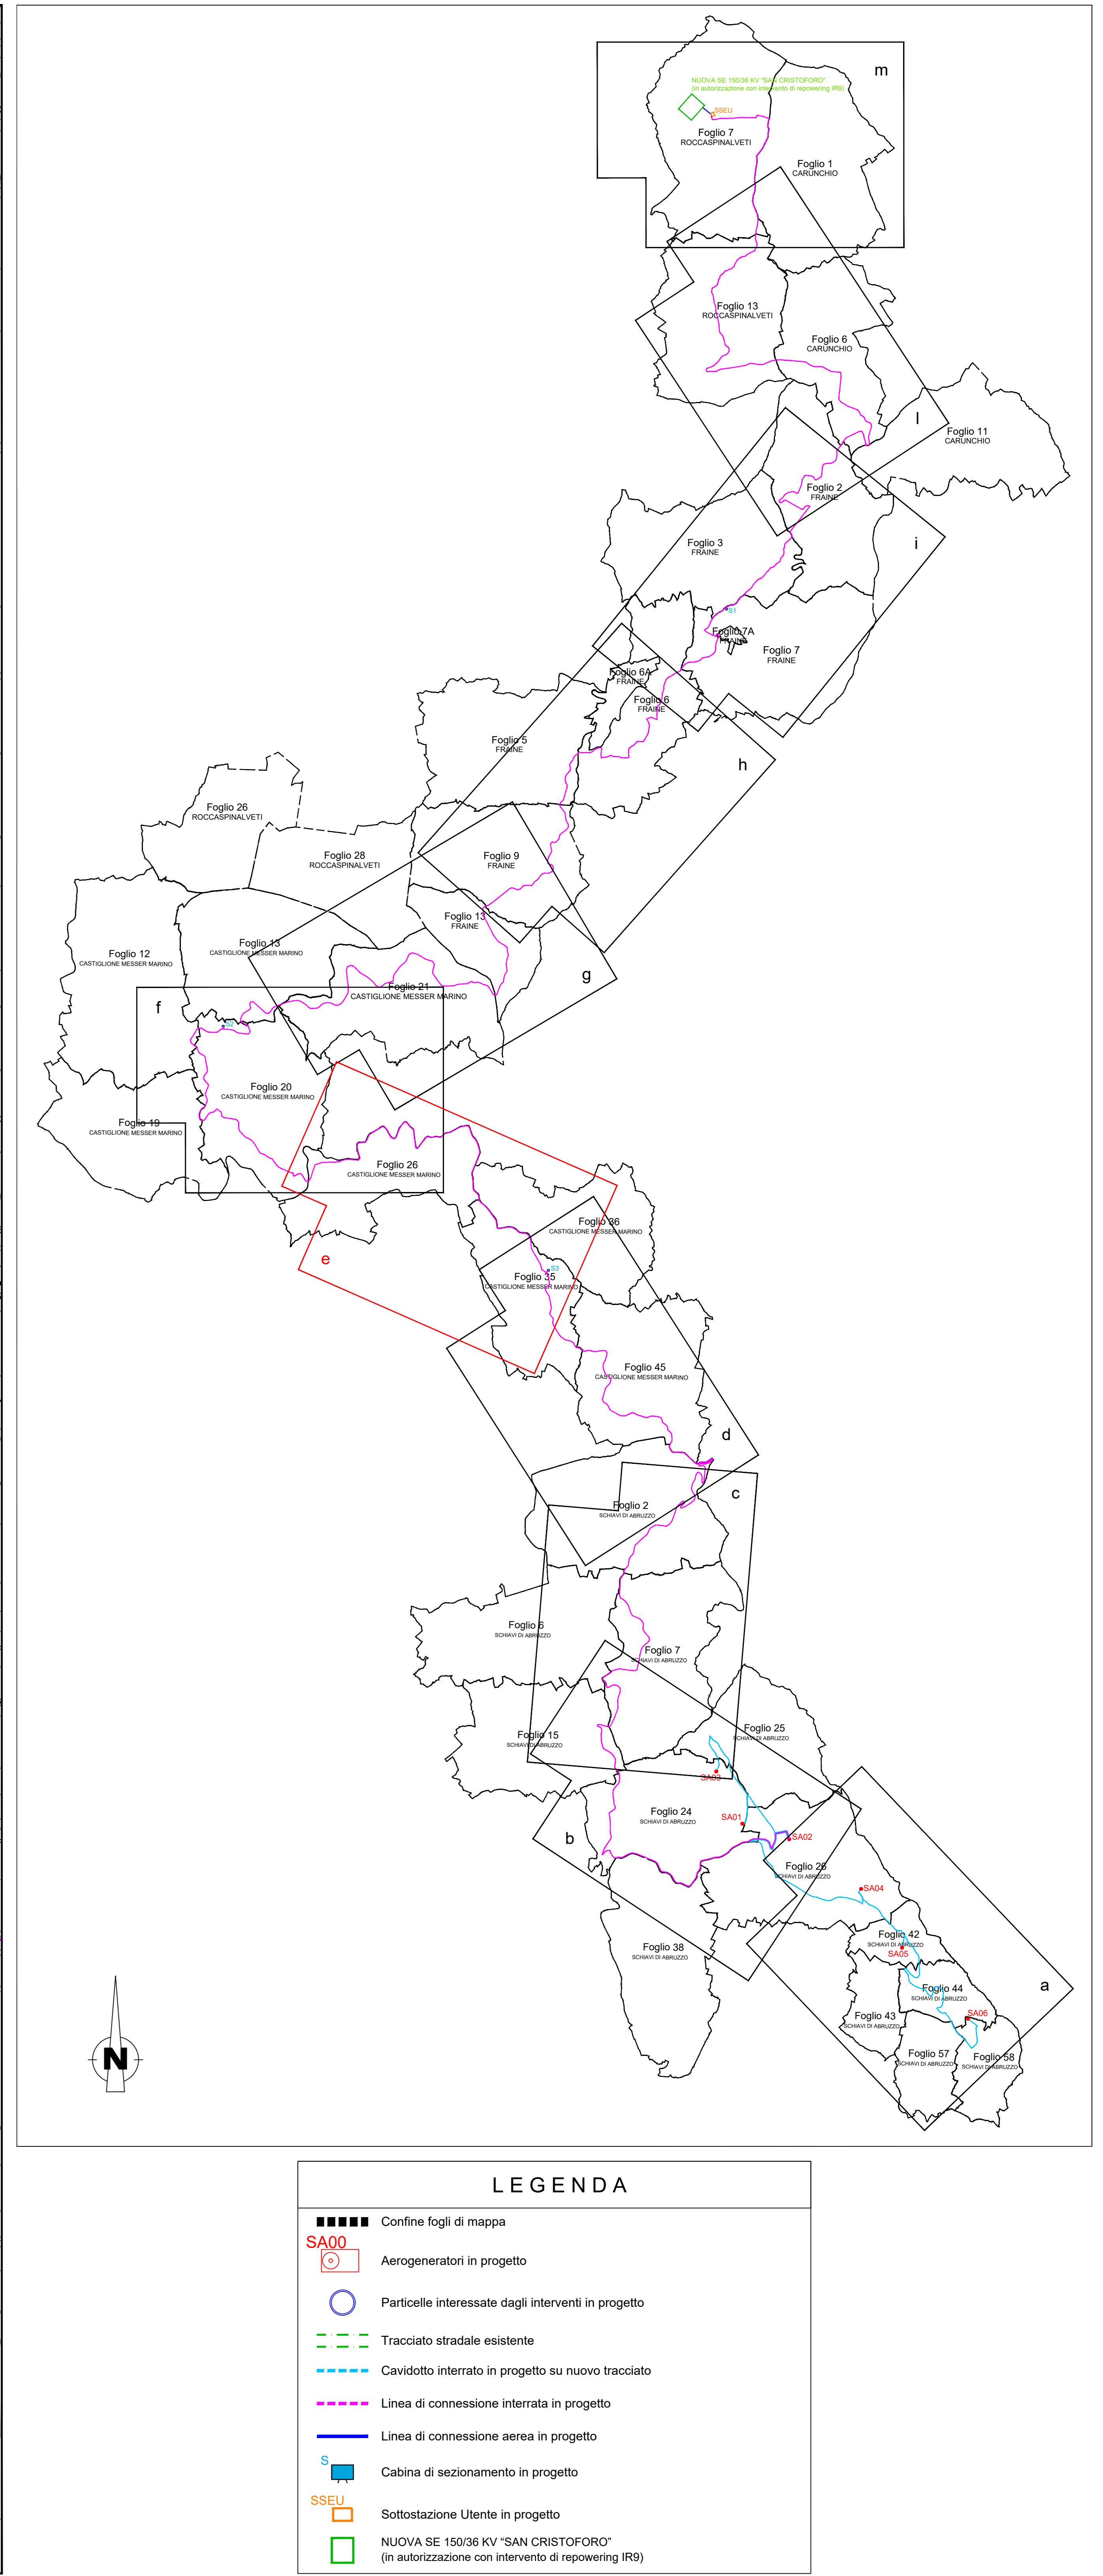 m
NUOVA SE 150/36 KV "SAN CRISTOFORO"
(in autorizzazione con intervento di repowering IR9)
SSEU
Foglio 7
ROCCASPINALVETI
Foglio 1
CARUNCHIO
Foglio 13
ROCCASPINALVETI
Foglio 6
CARUNCHIO
l
Foglio 11
CARUNCHIO
Foglio 2
FRAINE
i
Foglio 3
FRAINE
S1
Foglio 7A
FRAINE
Foglio 7
FRAINE
Foglio 6A
FRAINE
Foglio 6
FRAINE
Foglio 5
FRAINE
h
Foglio 26
ROCCASPINALVETI
Foglio 28
ROCCASPINALVETI
Foglio 9
FRAINE
Foglio 13
FRAINE
Foglio 13
CASTIGLIONE MESSER MARINO
Foglio 12
CASTIGLIONE MESSER MARINO
g
Foglio 21
CASTIGLIONE MESSER MARINO
f
S2
Foglio 20
CASTIGLIONE MESSER MARINO
Foglio 19
CASTIGLIONE MESSER MARINO
Foglio 26
CASTIGLIONE MESSER MARINO
Foglio 36
CASTIGLIONE MESSER MARINO
e
S3
Foglio 35
CASTIGLIONE MESSER MARINO
Foglio 45
CASTIGLIONE MESSER MARINO
d
c
Foglio 2
SCHIAVI DI ABRUZZO
Foglio 6
SCHIAVI DI ABRUZZO
Foglio 7
SCHIAVI DI ABRUZZO
Foglio 15
SCHIAVI DI ABRUZZO
Foglio 25
SCHIAVI DI ABRUZZO
SA03
Foglio 24
SCHIAVI DI ABRUZZO
SA01
SA02
b
Foglio 26
SCHIAVI DI ABRUZZO
SA04
Foglio 42
SCHIAVI DI ABRUZZO
SA05
Foglio 38
SCHIAVI DI ABRUZZO
a
Foglio 44
SCHIAVI DI ABRUZZO
Foglio 43
SCHIAVI DI ABRUZZO
SA06
Foglio 57
SCHIAVI DI ABRUZZO
Foglio 58
SCHIAVI DI ABRUZZO
N
LEGENDA
Confine fogli di mappa
SA00
Aerogeneratori in progetto
Particelle interessate dagli interventi in progetto
Tracciato stradale esistente
Cavidotto interrato in progetto su nuovo tracciato
Linea di connessione interrata in progetto
Linea di connessione aerea in progetto
S
Cabina di sezionamento in progetto
SSEU
Sottostazione Utente in progetto
NUOVA SE 150/36 KV “SAN CRISTOFORO”
(in autorizzazione con intervento di repowering IR9)